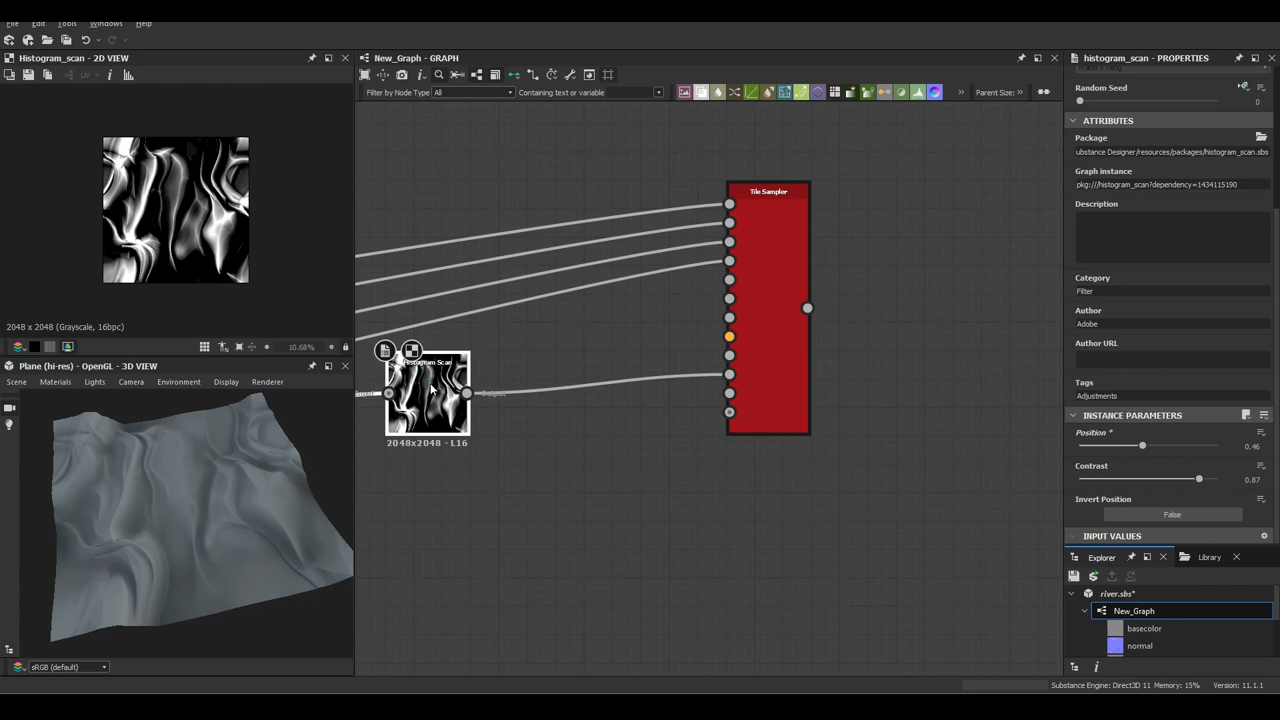 File Edit Tools Windows Help
Histogram_scan - 2D VIEW
UV
2048 x 2048 (Grayscale, 16bpc)
10.68%
Plane (hi-res) - OpenGL - 3D VIEW
Scene Materials Lights Camera Environment Display Renderer
sRGB (default)
New_Graph - GRAPH
Filter by Node Type All Containing text or variable Parent Size:
Tile Sampler
Histogram Scan
Output
2048x2048 - L16
histogram_scan - PROPERTIES
Random Seed
0
ATTRIBUTES
Package
ubstance Designer/resources/packages/histogram_scan.sbs
Graph instance
pkg:///histogram_scan?dependency=1434115190
Description
Category
Filter
Author
Adobe
Author URL
Tags
Adjustments
INSTANCE PARAMETERS
Position *
0.46
Contrast
0.87
Invert Position
False
INPUT VALUES
Explorer Library
river.sbs*
New_Graph
basecolor
normal
Substance Engine: Direct3D 11 Memory: 15% Version: 11.1.1